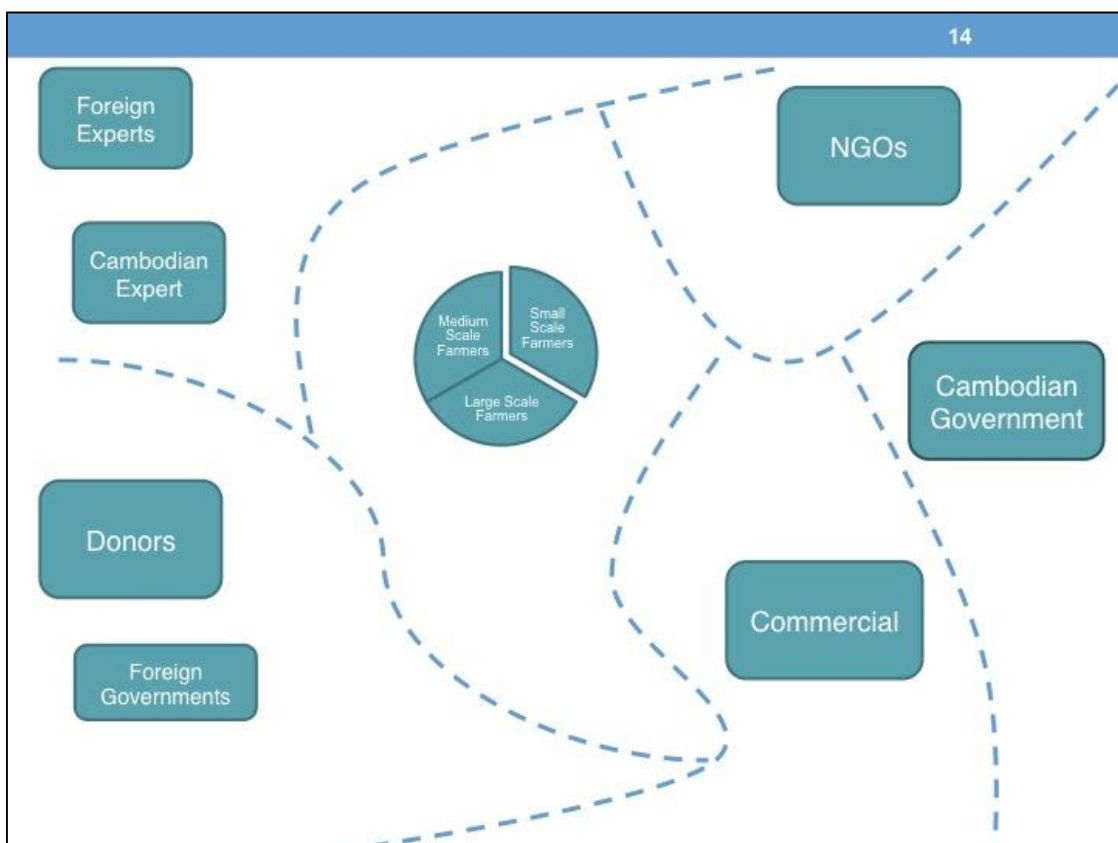 14
Foreign
Experts
NGOs
Cambodian
Expert
Medium
Scale
Farmers
Small
Scale
Farmers
Large Scale
Farmers
Cambodian
Government
Donors
Commercial
Foreign
Governments